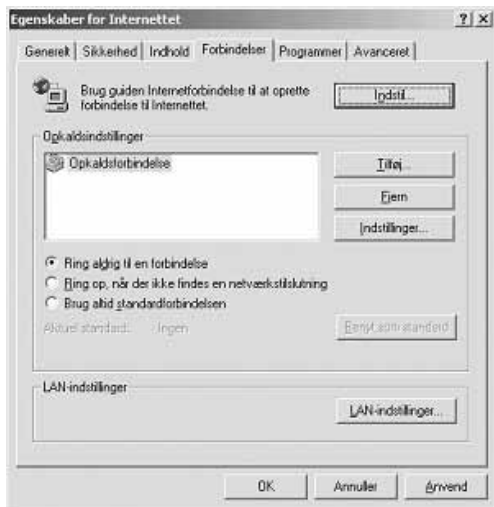 Egenskaber for Internettet
Generelt Sikkerhed Indhold Forbindelser Programmer Avanceret
Brug guiden Internetforbindelse til at oprette
forbindelse til Internettet.
Indstil...
Opkaldsindstillinger
Opkaldsforbindelse
Tilføj...
Fjern
Indstillinger...
Ring aldrig til en forbindelse
Ring op, når der ikke findes en netværkstilslutning
Brug altid standardforbindelsen
Aktuel standard: Ingen
Benyt som standard
LAN-indstillinger
LAN-indstillinger...
OK Annuller Anvend